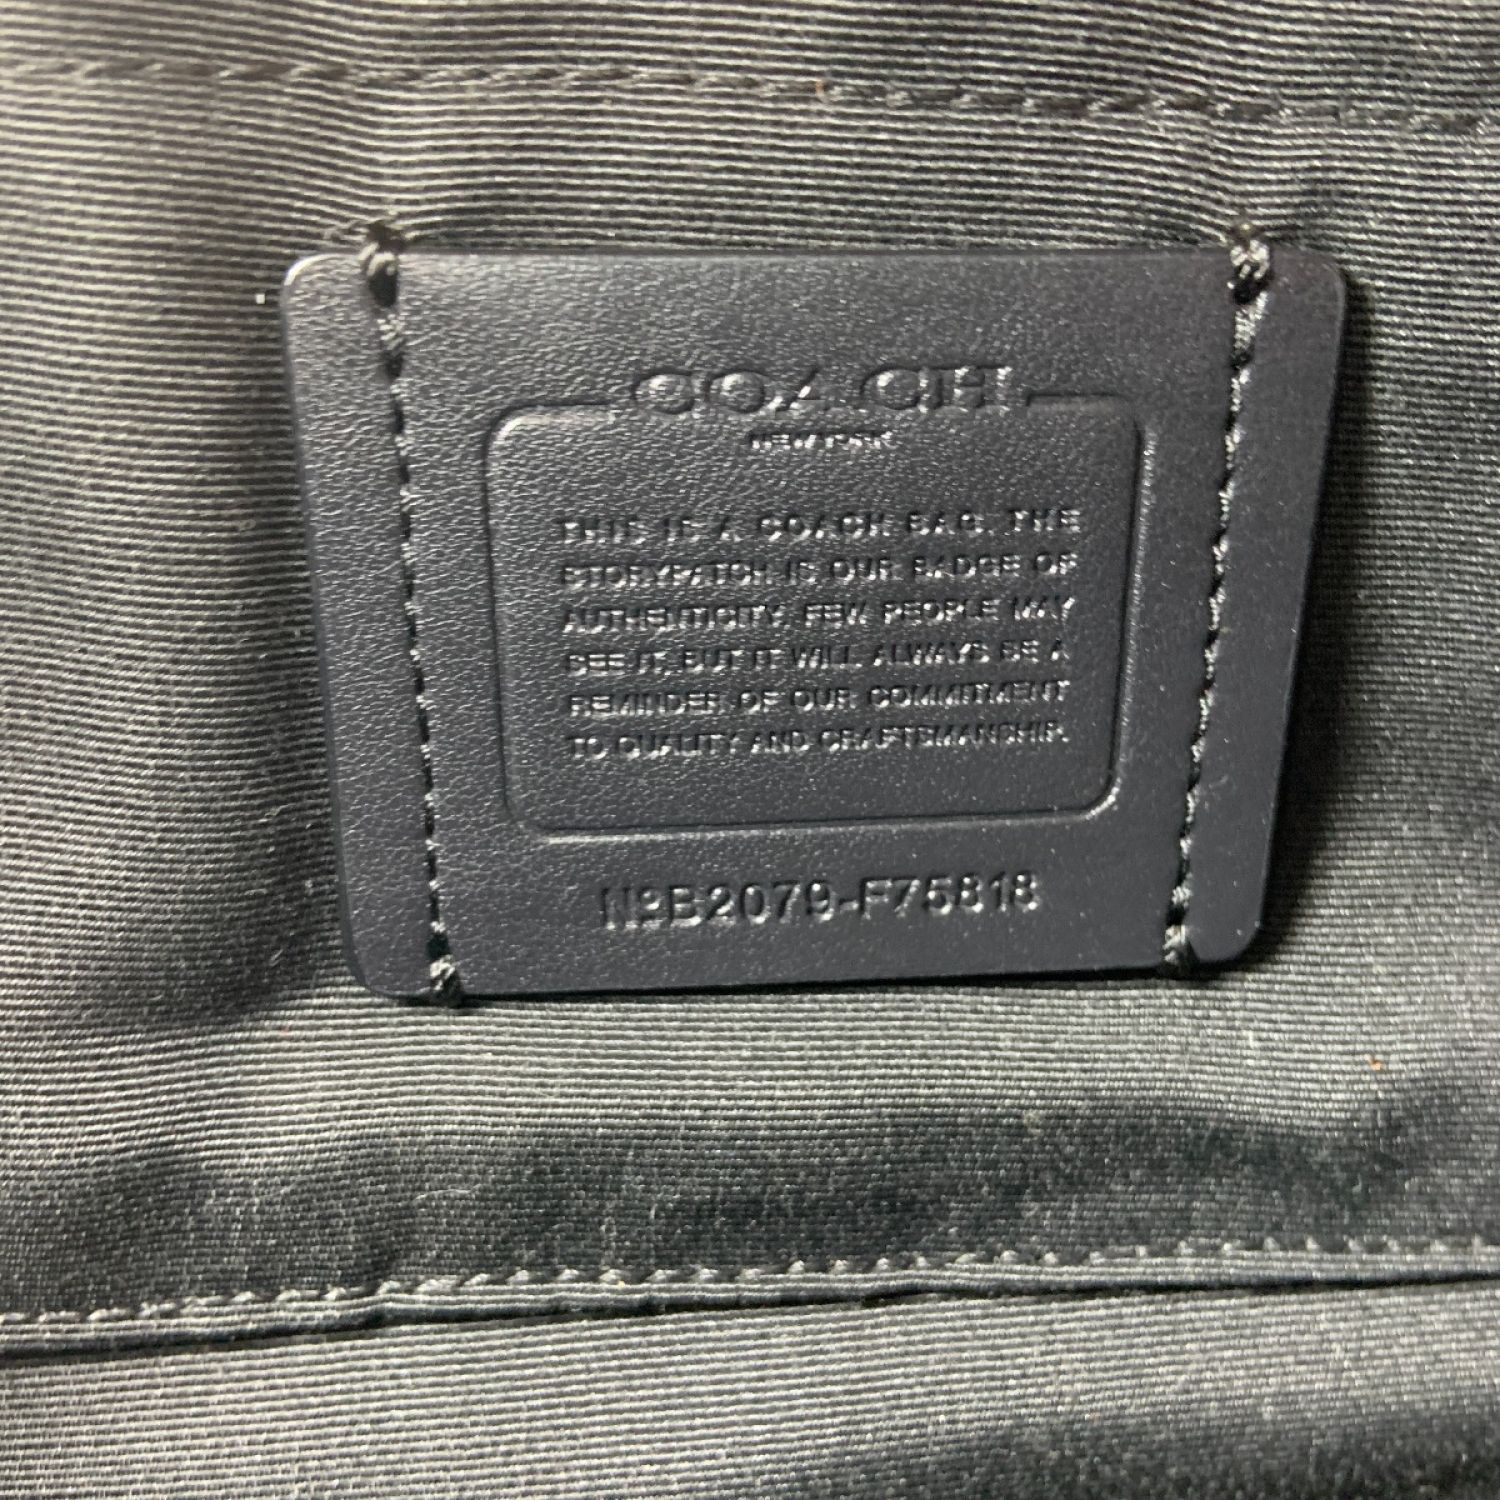 COACH
NEW YORK
THIS IS A COACH BAG. THE
STORYPATCH IS OUR BADGE OF
AUTHENTICITY. FEW PEOPLE MAY
SEE IT, BUT IT WILL ALWAYS BE A
REMINDER OF OUR COMMITMENT
TO QUALITY AND CRAFTSMANSHIP.
NºB2079-F75818